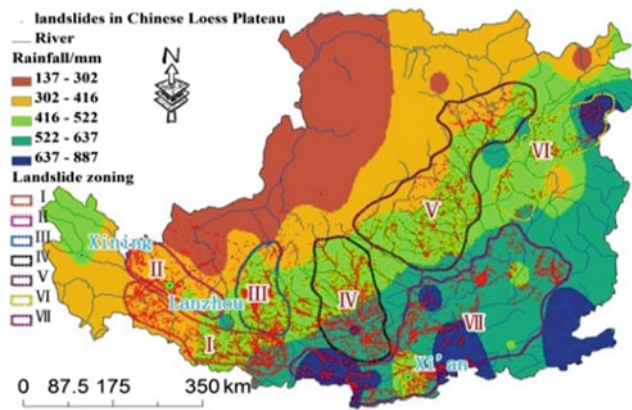 landslides in Chinese Loess Plateau
River
Rainfall/mm
137 - 302
302 - 416
416 - 522
522 - 637
637 - 887
Landslide zoning
I
II
III
IV
V
VI
VII
N
Xining
II
Lanzhou
I
III
IV
V
VI
VII
Xi'an
0 87.5 175 350 km